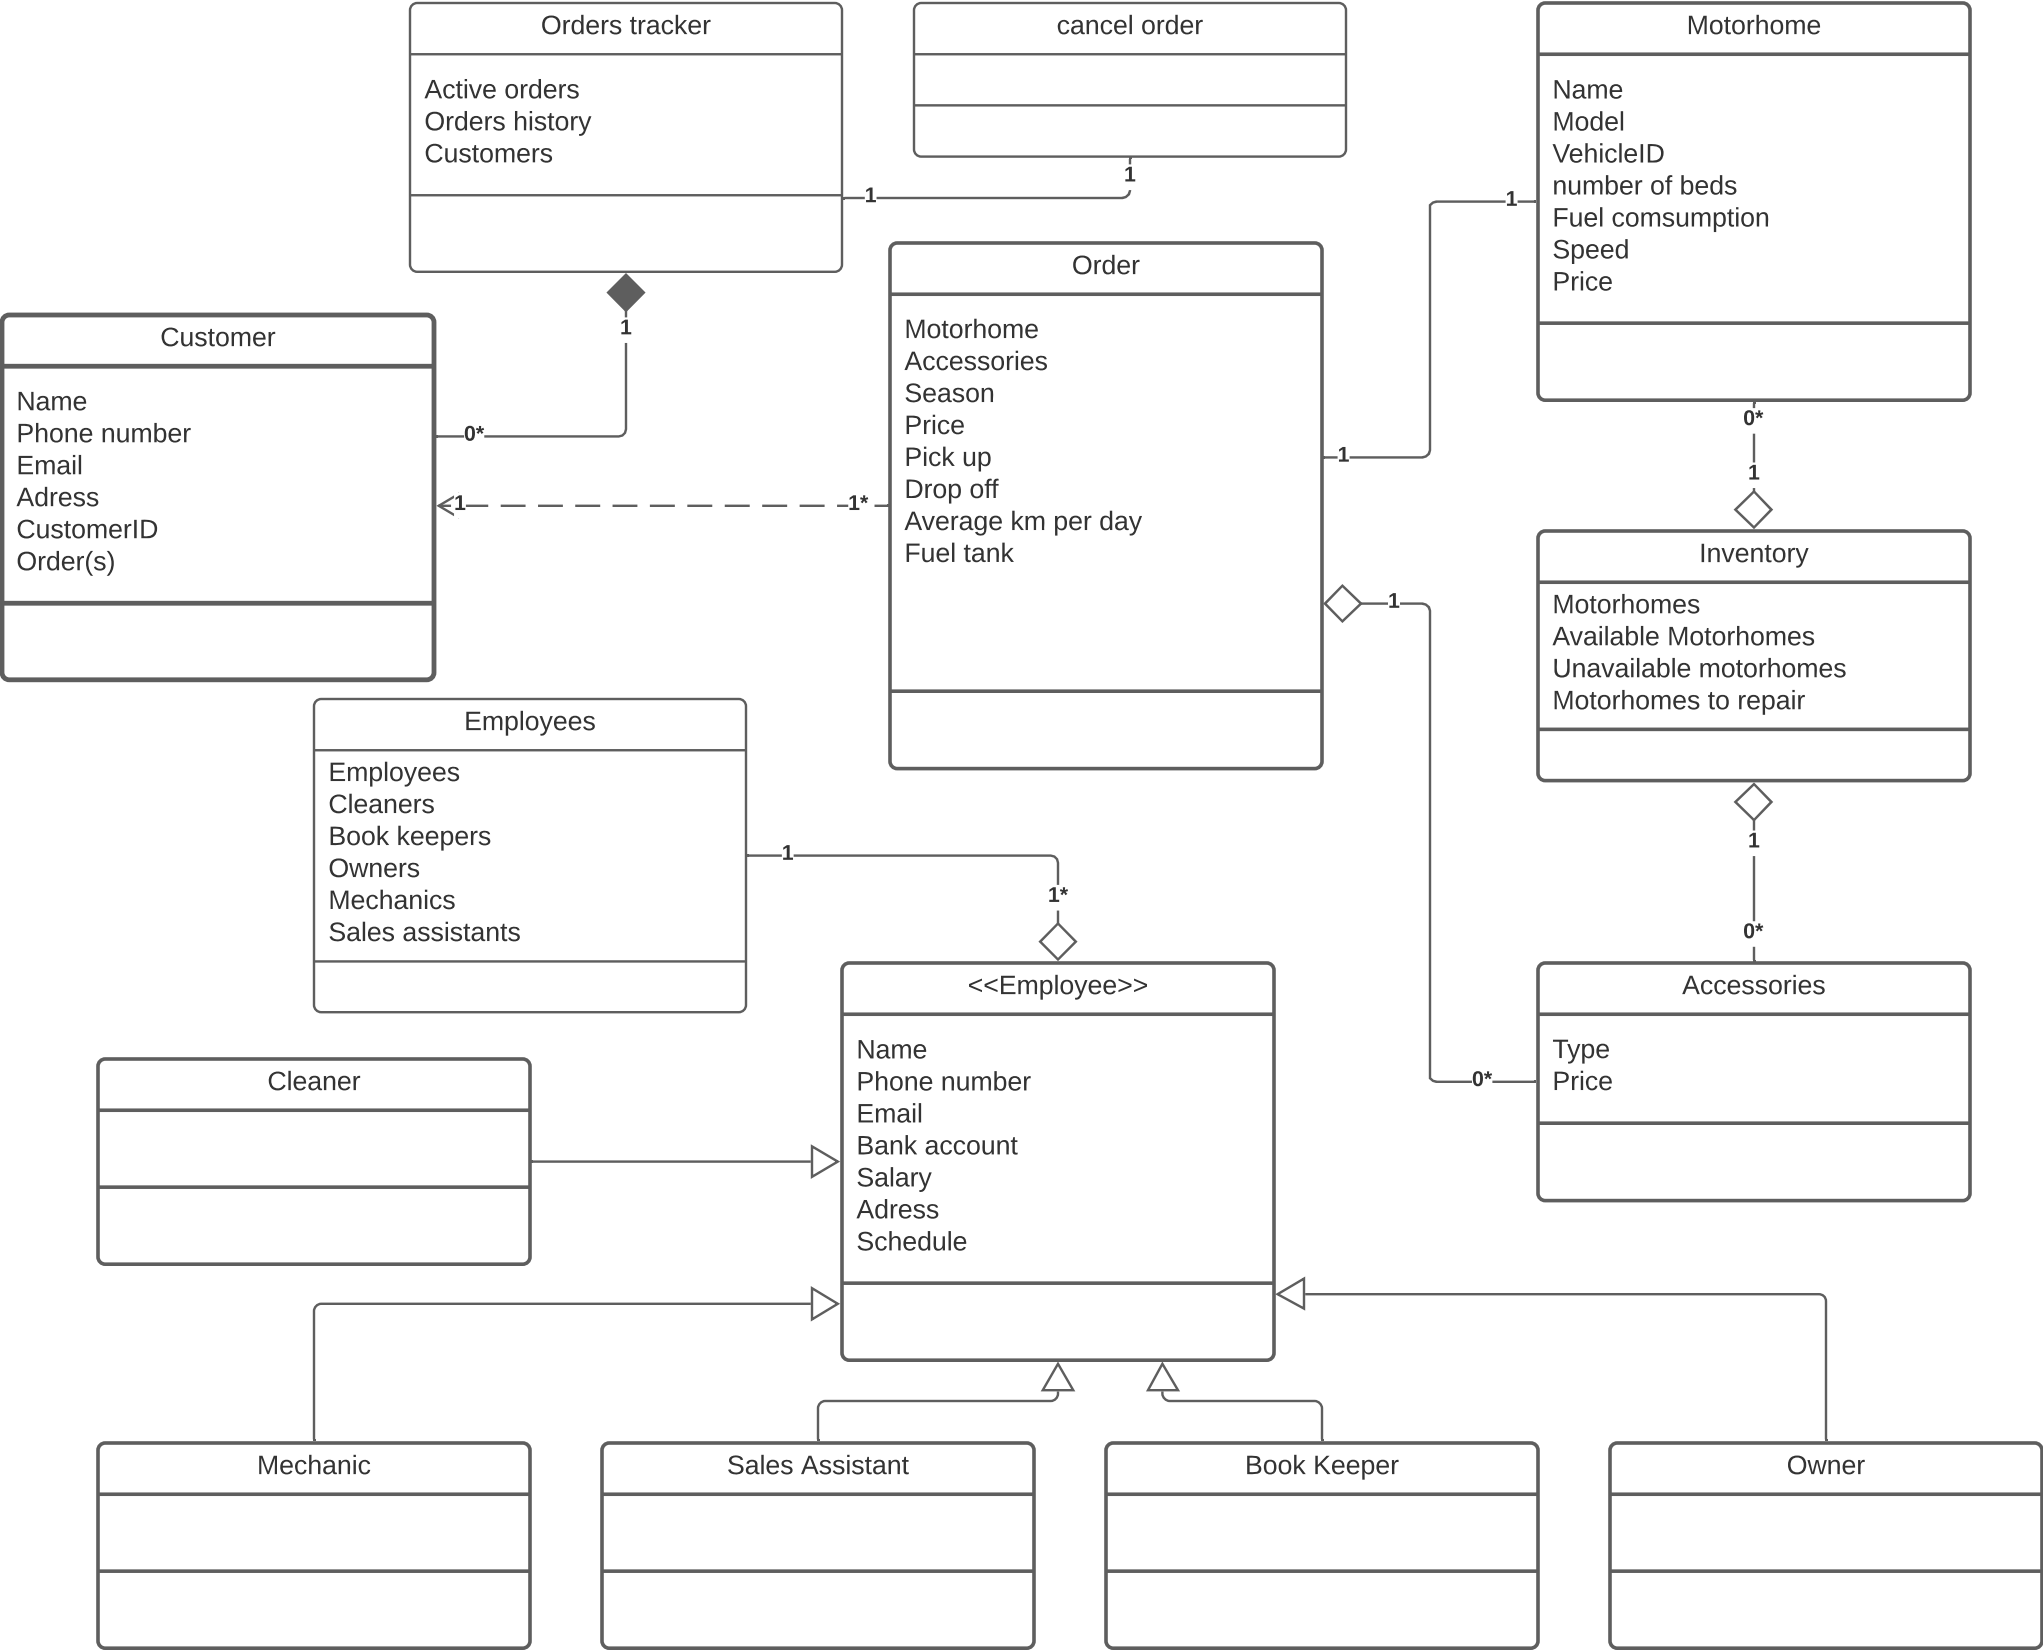 Orders tracker
Active orders
Orders history
Customers
cancel order
1
1
Motorhome
Name
Model
VehicleID
number of beds
Fuel comsumption
Speed
Price
1
Customer
Name
Phone number
Email
Adress
CustomerID
Order(s)
0*
1
1*
Order
Motorhome
Accessories
Season
Price
Pick up
Drop off
Average km per day
Fuel tank
1
1
1
0*
1
Inventory
Motorhomes
Available Motorhomes
Unavailable motorhomes
Motorhomes to repair
1
0*
Employees
Employees
Cleaners
Book keepers
Owners
Mechanics
Sales assistants
1
1*
<<Employee>>
Name
Phone number
Email
Bank account
Salary
Adress
Schedule
0*
Accessories
Type
Price
Cleaner
Mechanic
Sales Assistant
Book Keeper
Owner